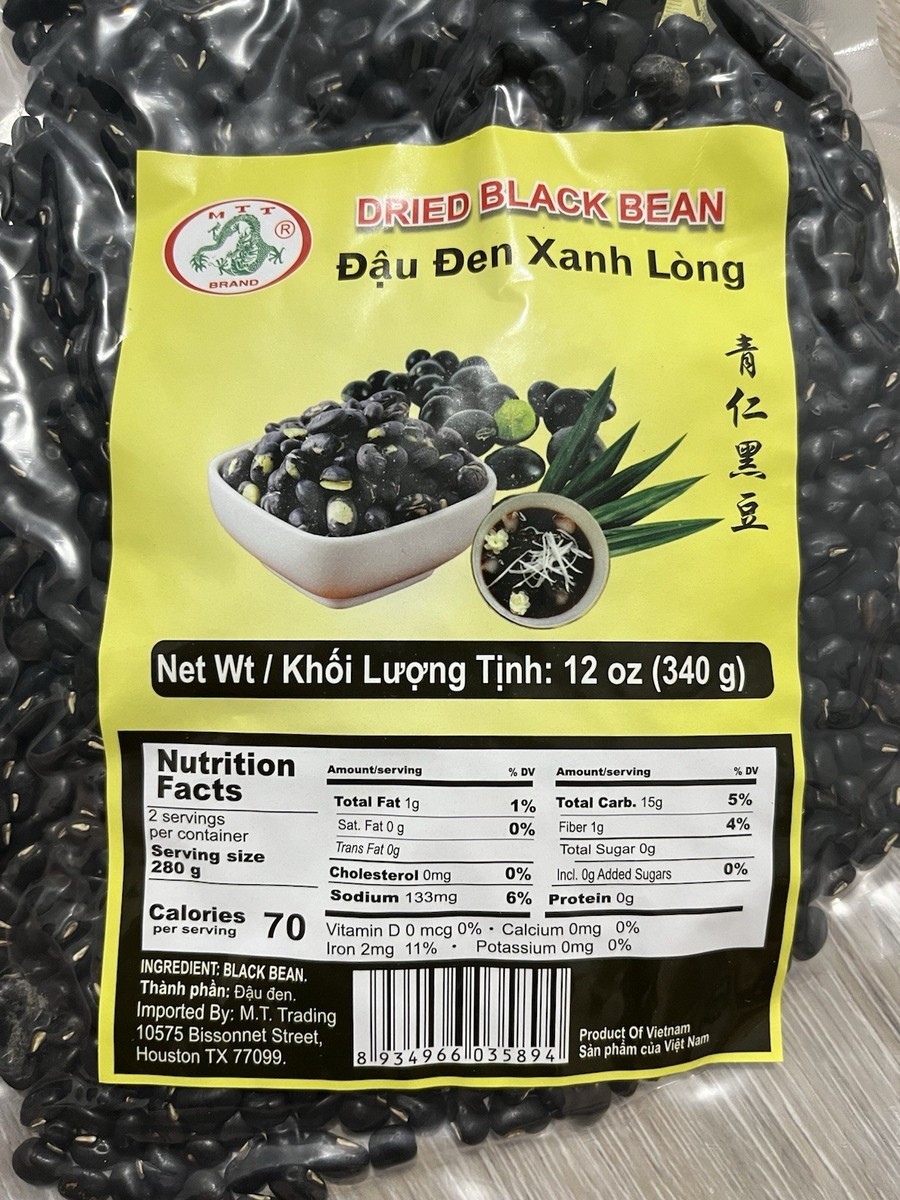 M T T
®
BRAND
DRIED BLACK BEAN
Đậu Đen Xanh Lòng
青仁黑豆
Net Wt / Khối Lượng Tịnh: 12 oz (340 g)
Nutrition
Facts
2 servings
per container
Serving size
280 g
Calories 70
per serving
Amount/serving % DV
Total Fat 1g 1%
Sat. Fat 0 g 0%
Trans Fat 0g
Cholesterol 0mg 0%
Sodium 133mg 6%
Amount/serving % DV
Total Carb. 15g 5%
Fiber 1g 4%
Total Sugar 0g
Incl. 0g Added Sugars 0%
Protein 0g
Vitamin D 0 mcg 0% • Calcium 0mg 0%
Iron 2mg 11% • Potassium 0mg 0%
INGREDIENT: BLACK BEAN.
Thành phần: Đậu đen.
Imported By: M.T. Trading
10575 Bissonnet Street,
Houston TX 77099.
8 934966 035894
Product Of Vietnam
Sản phẩm của Việt Nam